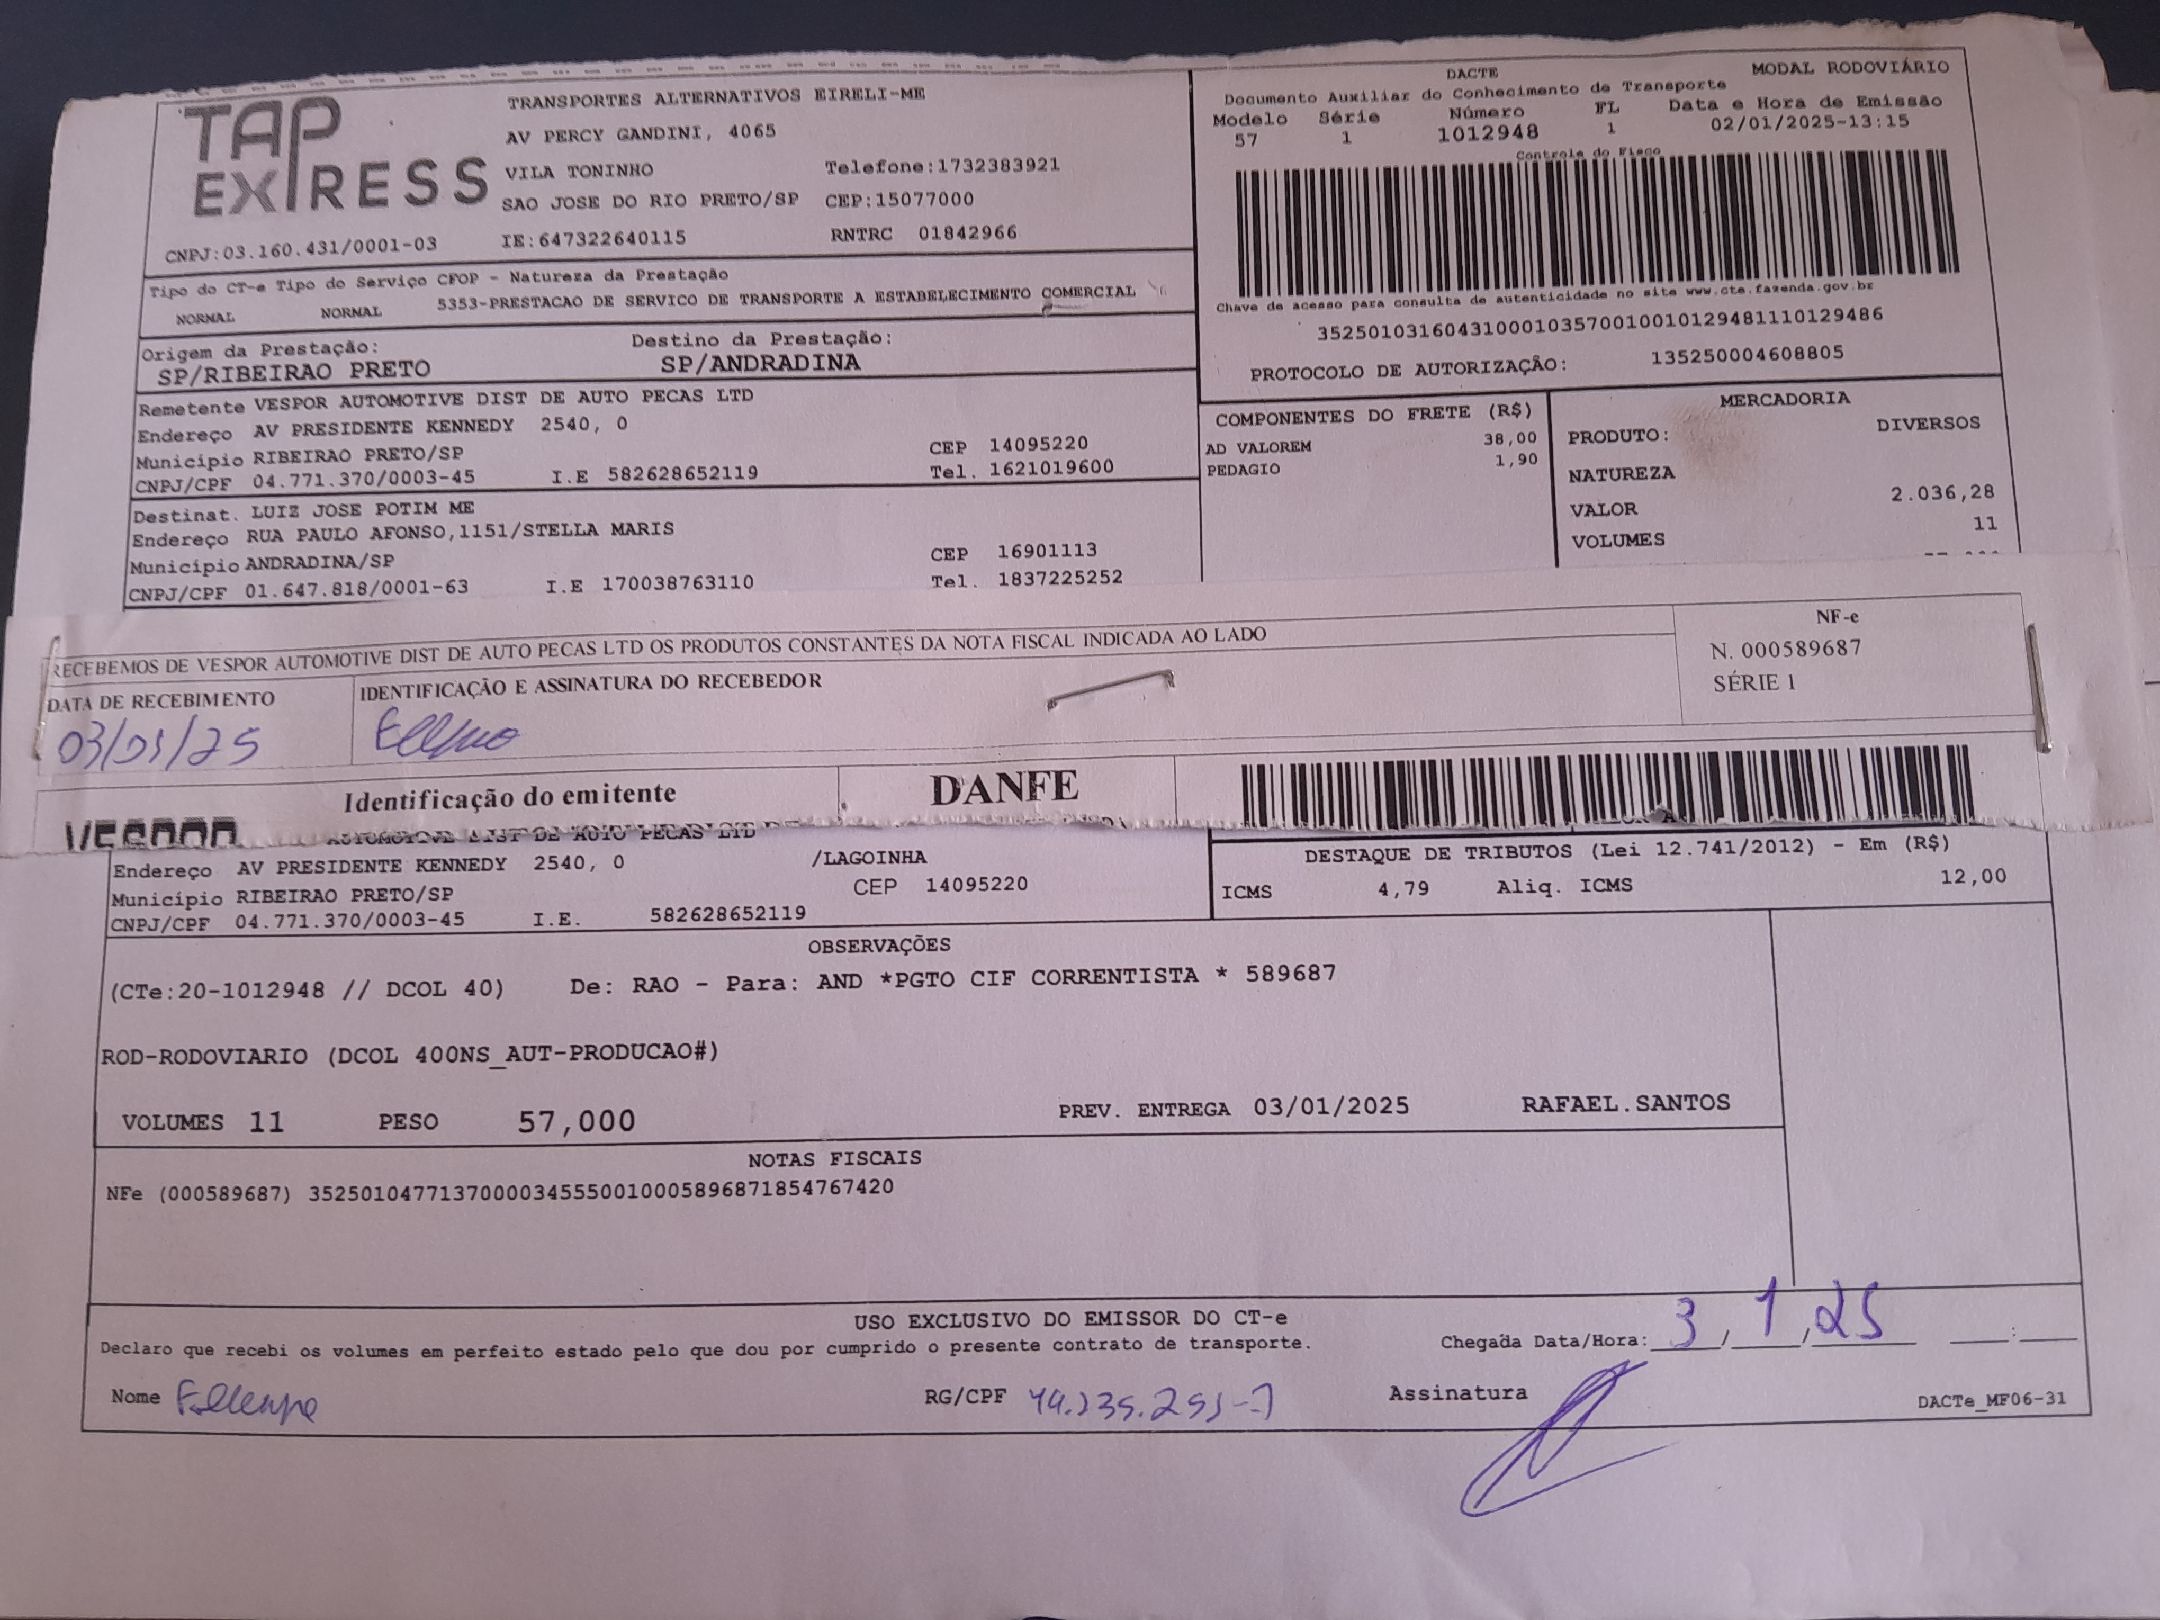 TAP EXPRESS
TRANSPORTES ALTERNATIVOS EIRELI-ME
AV PERCY GANDINI, 4065
VILA TONINHO Telefone:1732383921
SAO JOSE DO RIO PRETO/SP CEP:15077000
CNPJ:03.160.431/0001-03 IE:647322640115 RNTRC 01842966
DACTE MODAL RODOVIÁRIO
Documento Auxiliar do Conhecimento de Transporte
Modelo Série Número FL Data e Hora de Emissão
57 1 1012948 1 02/01/2025-13:15
Controle do Fisco
Chave de acesso para consulta de autenticidade no site www.cte.fazenda.gov.br
35250103160431000103570010010129481110129486
PROTOCOLO DE AUTORIZAÇÃO: 135250004608805
Tipo do CT-e Tipo do Serviço CFOP - Natureza da Prestação
NORMAL NORMAL 5353-PRESTACAO DE SERVICO DE TRANSPORTE A ESTABELECIMENTO COMERCIAL
Origem da Prestação: Destino da Prestação:
SP/RIBEIRAO PRETO SP/ANDRADINA
Remetente VESPOR AUTOMOTIVE DIST DE AUTO PECAS LTD
Endereço AV PRESIDENTE KENNEDY 2540, 0
Município RIBEIRAO PRETO/SP CEP 14095220
CNPJ/CPF 04.771.370/0003-45 I.E 582628652119 Tel. 1621019600
Destinat. LUIZ JOSE POTIM ME
Endereço RUA PAULO AFONSO,1151/STELLA MARIS
Município ANDRADINA/SP CEP 16901113
CNPJ/CPF 01.647.818/0001-63 I.E 170038763110 Tel. 1837225252
COMPONENTES DO FRETE (R$)
AD VALOREM 38,00
PEDAGIO 1,90
MERCADORIA
PRODUTO: DIVERSOS
NATUREZA
VALOR 2.036,28
VOLUMES 11
RECEBEMOS DE VESPOR AUTOMOTIVE DIST DE AUTO PECAS LTD OS PRODUTOS CONSTANTES DA NOTA FISCAL INDICADA AO LADO
NF-e
N. 000589687
SÉRIE 1
DATA DE RECEBIMENTO IDENTIFICAÇÃO E ASSINATURA DO RECEBEDOR
03/01/25
Identificação do emitente DANFE
VESPOR
AUTOMOTIVE DIST DE AUTO PECAS LTD
Endereço AV PRESIDENTE KENNEDY 2540, 0 /LAGOINHA
Município RIBEIRAO PRETO/SP CEP 14095220
CNPJ/CPF 04.771.370/0003-45 I.E. 582628652119
DESTAQUE DE TRIBUTOS (Lei 12.741/2012) - Em (R$)
ICMS 4,79 Aliq. ICMS 12,00
OBSERVAÇÕES
(CTe:20-1012948 // DCOL 40) De: RAO - Para: AND *PGTO CIF CORRENTISTA * 589687
ROD-RODOVIARIO (DCOL 400NS_AUT-PRODUCAO#)
VOLUMES 11 PESO 57,000 PREV. ENTREGA 03/01/2025 RAFAEL.SANTOS
NOTAS FISCAIS
NFe (000589687) 35250104771370000345550010005896871854767420
USO EXCLUSIVO DO EMISSOR DO CT-e
Declaro que recebi os volumes em perfeito estado pelo que dou por cumprido o presente contrato de transporte. Chegada Data/Hora: 3/1/25 :
Nome RG/CPF Assinatura DACTe_MF06-31